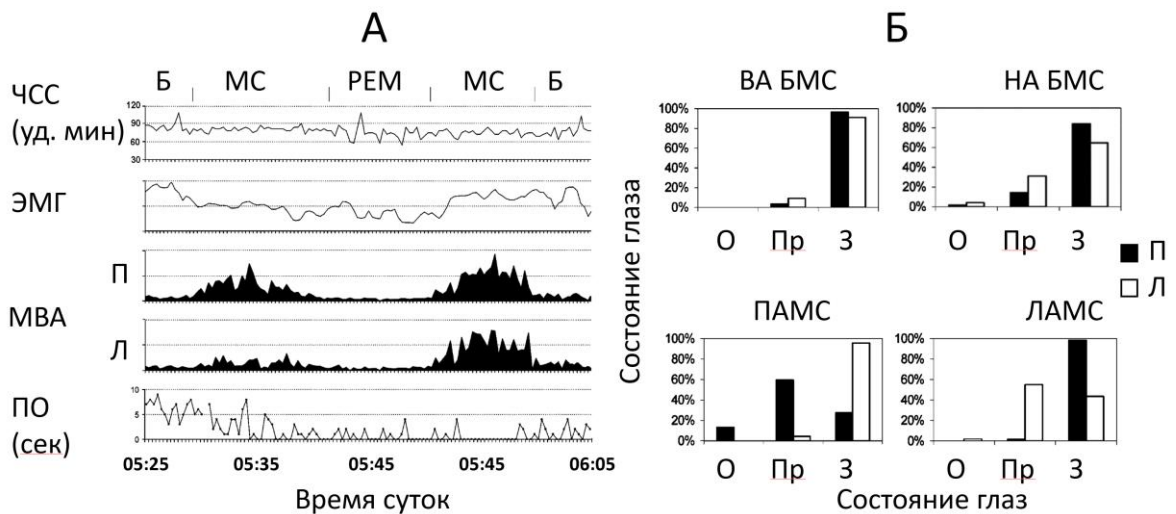 А
Б МС РЕМ МС Б
ЧСС
(уд. мин)
120
90
60
30
ЭМГ
П
МВА
Л
ПО
(сек)
10
5
0
05:25 05:35 05:45 05:45 06:05
Время суток
Б
Состояние глаза
ВА БМС
100%
80%
60%
40%
20%
0%
О Пр З
НА БМС
100%
80%
60%
40%
20%
0%
О Пр З
П
Л
ПАМС
100%
80%
60%
40%
20%
0%
О Пр З
ЛАМС
100%
80%
60%
40%
20%
0%
О Пр З
Состояние глаз